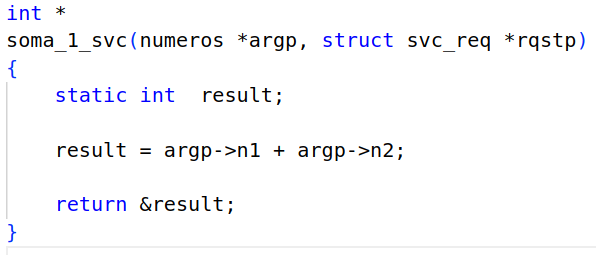 int *
soma_1_svc(numeros *argp, struct svc_req *rqstp)
{
    static int  result;

    result = argp->n1 + argp->n2;

    return &result;
}